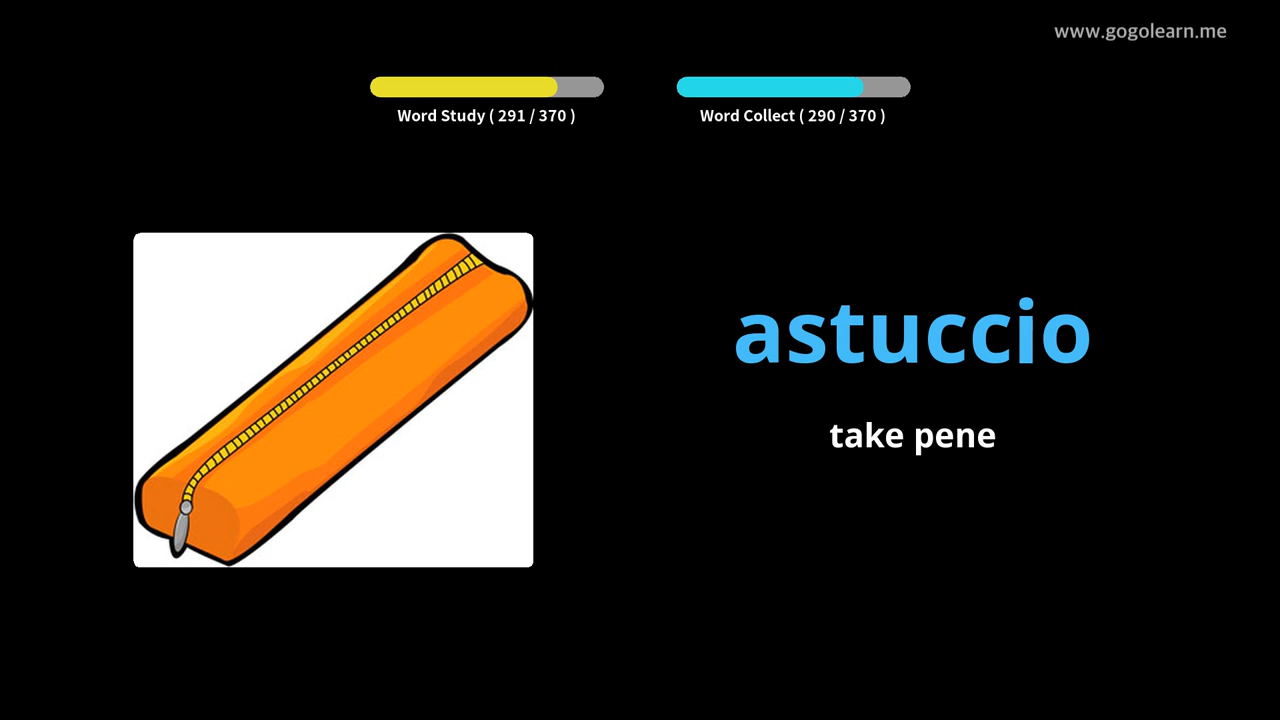 www.gogolearn.me
Word Study ( 291 / 370 )
Word Collect ( 290 / 370 )
astuccio
take pene